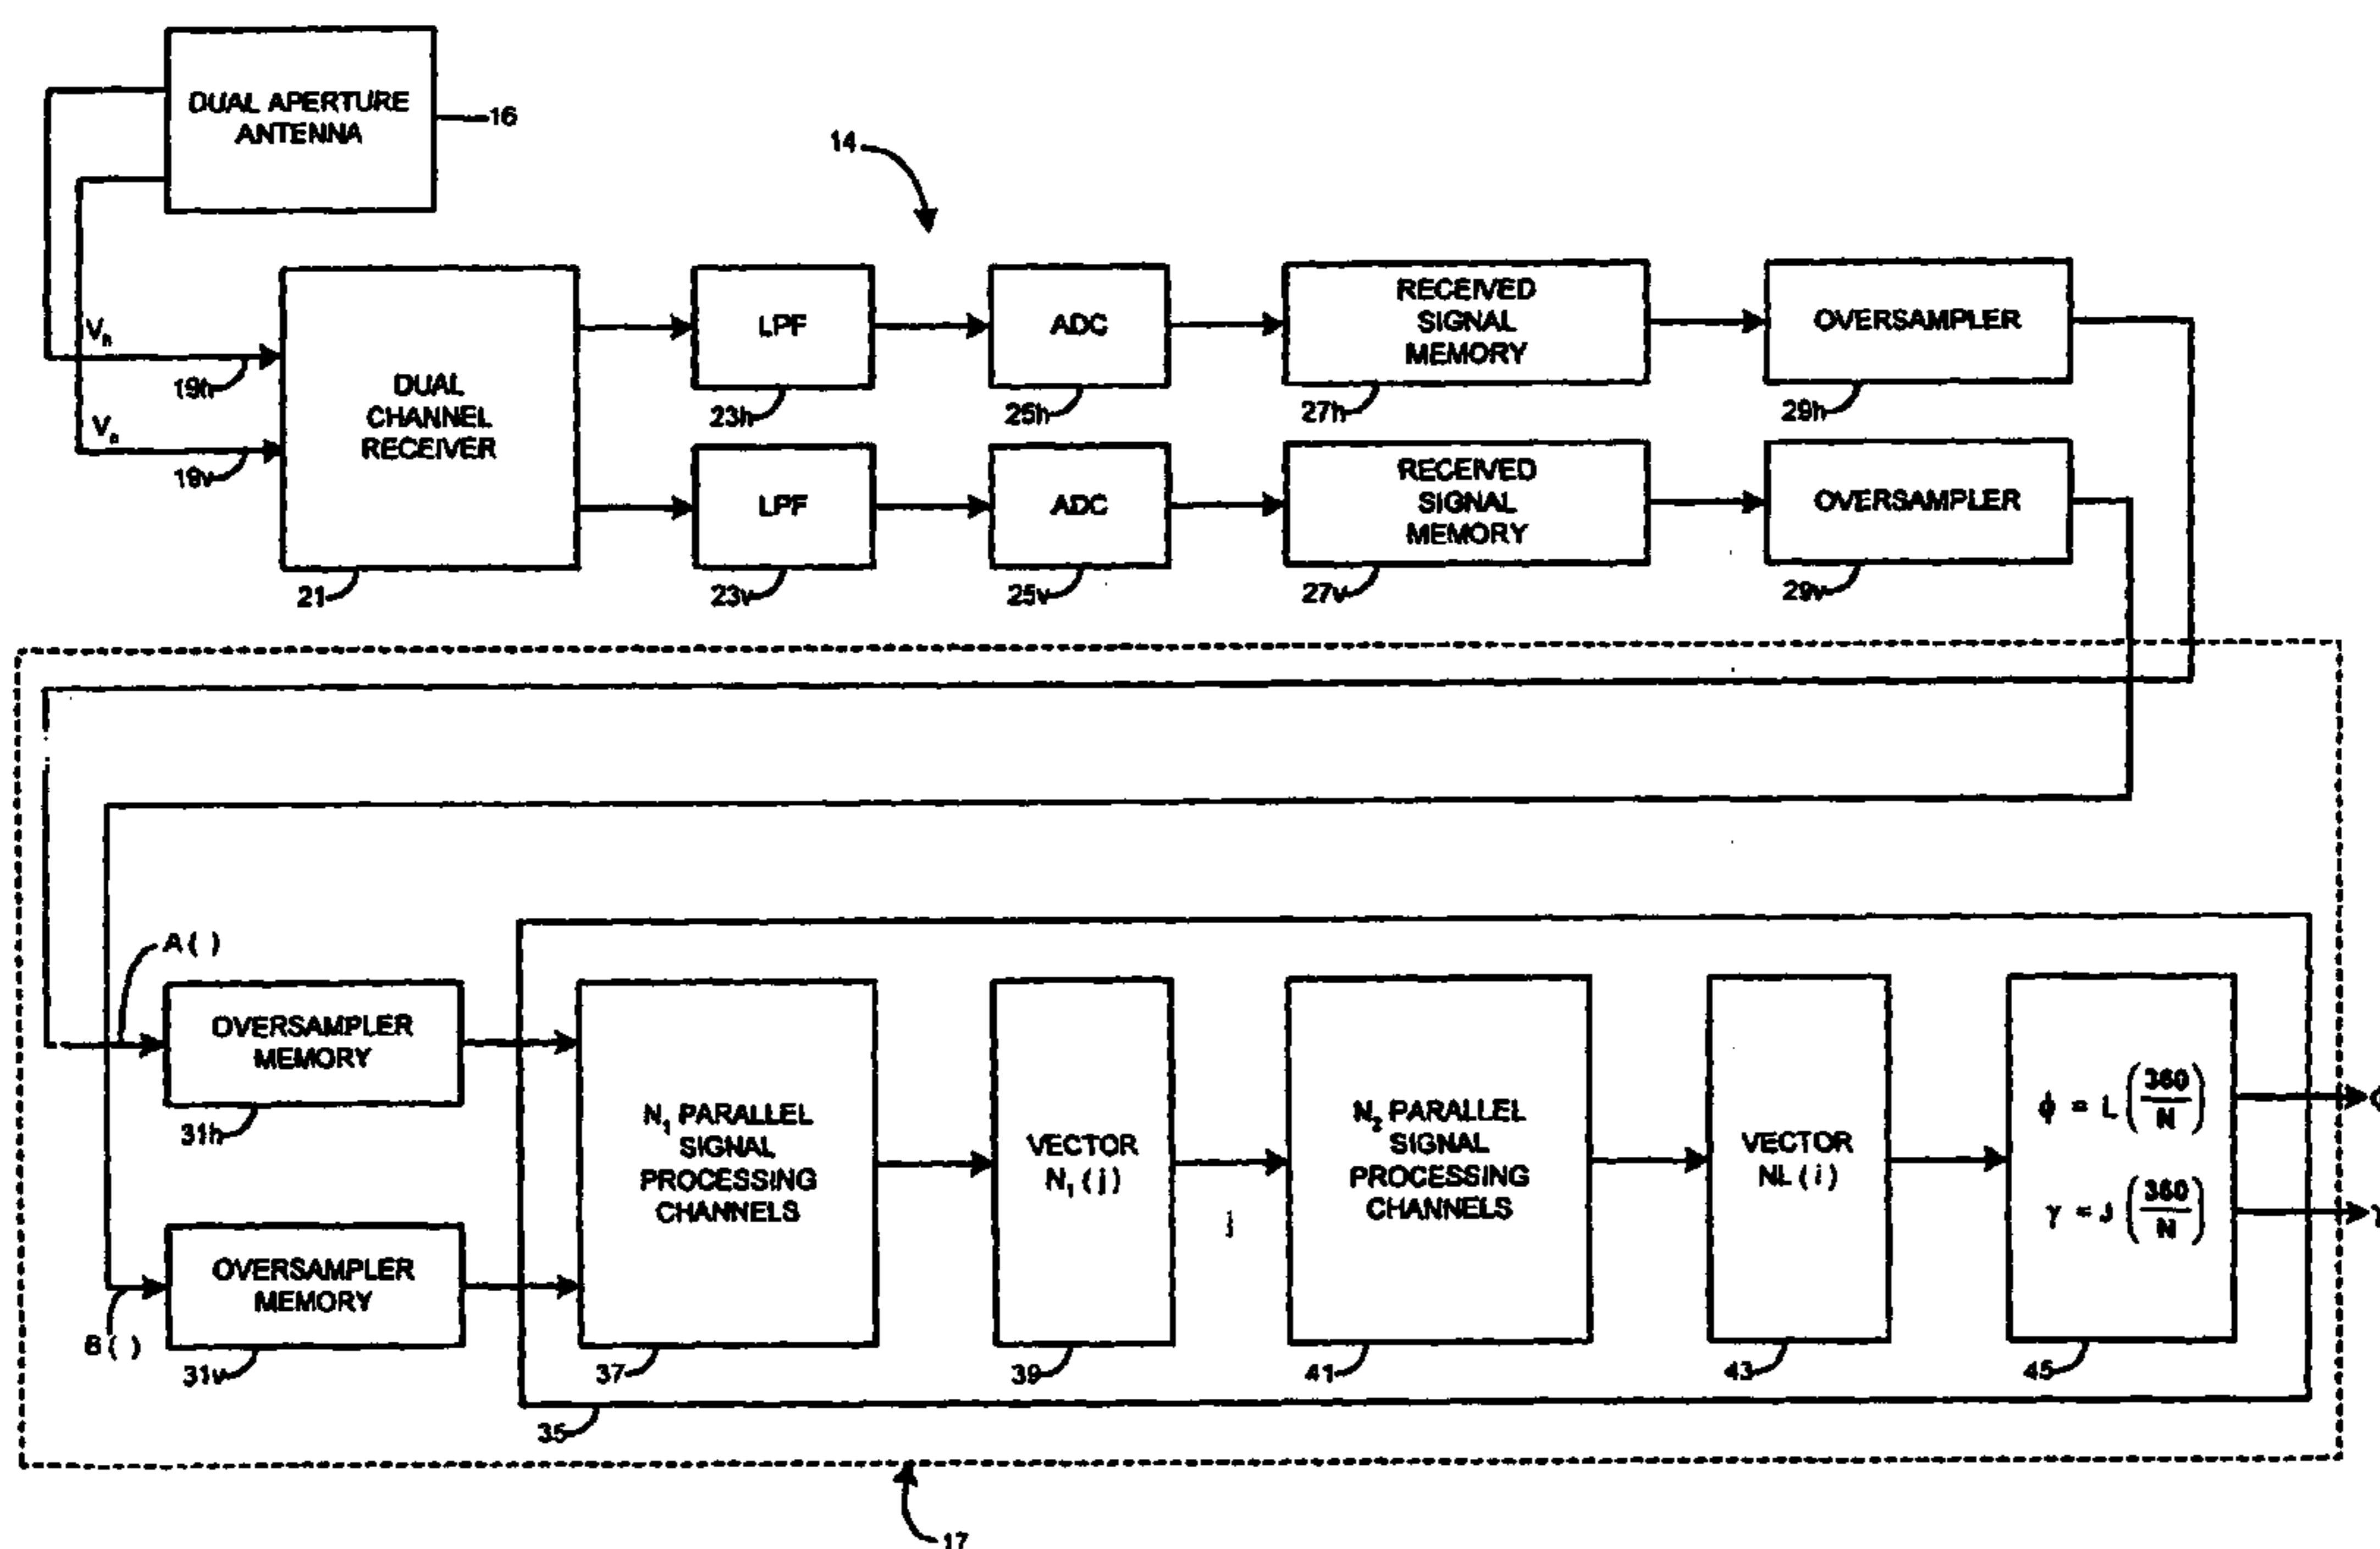 DUAL APERTURE
ANTENNA
16
14
Vh
19h
19v
DUAL
CHANNEL
RECEIVER
21
LPF
23h
ADC
25h
RECEIVED
SIGNAL
MEMORY
27h
OVERSAMPLER
29h
LPF
23v
ADC
25v
RECEIVED
SIGNAL
MEMORY
27v
OVERSAMPLER
29v
A ( )
OVERSAMPLER
MEMORY
31h
B ( )
OVERSAMPLER
MEMORY
31v
N₁ PARALLEL
SIGNAL
PROCESSING
CHANNELS
37
VECTOR
N₁ ( j )
39
j
N₂ PARALLEL
SIGNAL
PROCESSING
CHANNELS
41
VECTOR
NL ( i )
43
ϕ = L ( 360 / N )
γ = J ( 360 / N )
45
35
17